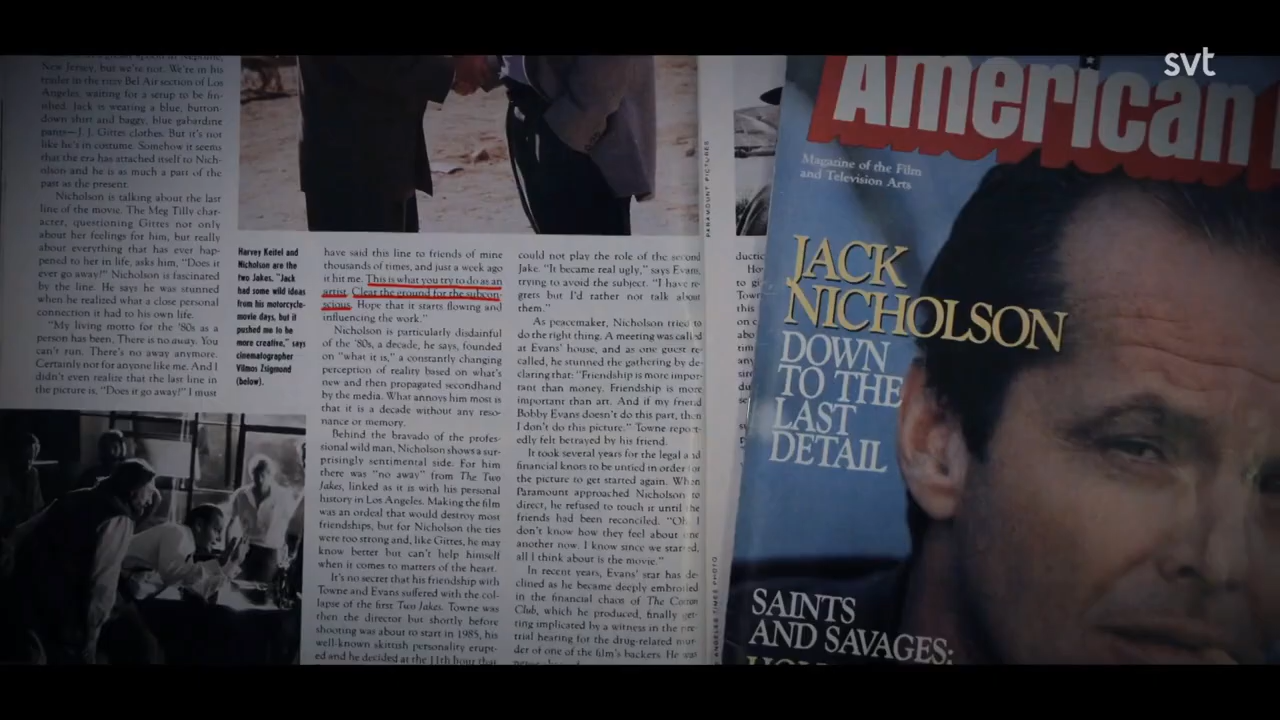 svt
New Jersey, but we're not. We're in his
trailer in the ritzy Bel Air section of Los
Angeles, waiting for a setup to be fin-
ished. Jack is wearing a blue, button-
down shirt and baggy, blue gabardine
pants—J. J. Gittes clothes. But it's not
like he's in costume. Somehow it seems
that the era has attached itself to Nich-
olson and he is as much a part of the
past as the present.
Nicholson is talking about the last
line of the movie. The Meg Tilly char-
acter, questioning Gittes not only
about her feelings for him, but really
about everything that has ever hap-
pened to her in life, asks him, "Does it
ever go away?" Nicholson is fascinated
by the line. He says he was stunned
when he realized what a close personal
connection it had to his own life.
"My living motto for the '80s as a
person has been, There is no away. You
can't run. There's no away anymore.
Certainly not for anyone like me. And I
didn't even realize that the last line in
the picture is, "Does it go away?" I must
Harvey Keitel and
Nicholson are the
two Jakes. "Jack
had some wild ideas
from his motorcycle-
movie days, but it
pushed me to be
more creative," says
cinematographer
Vilmos Zsigmond
(below).
have said this line to friends of mine
thousands of times, and just a week ago
it hit me. This is what you try to do as an
artist. Clear the ground for the subcon-
scious. Hope that it starts flowing and
influencing the work."
Nicholson is particularly disdainful
of the '80s, a decade, he says, founded
on "what it is," a constantly changing
perception of reality based on what's
new and then propagated secondhand
by the media. What annoys him most is
that it is a decade without any reso-
nance or memory.
Behind the bravado of the profes-
sional wild man, Nicholson shows a sur-
prisingly sentimental side. For him
there was "no away" from The Two
Jakes, linked as it is with his personal
history in Los Angeles. Making the film
was an ordeal that would destroy most
friendships, but for Nicholson the ties
were too strong and, like Gittes, he may
know better but can't help himself
when it comes to matters of the heart.
It's no secret that his friendship with
Towne and Evans suffered with the col-
lapse of the first Two Jakes. Towne was
then the director but shortly before
shooting was about to start in 1985, his
well-known skittish personality erupt-
ed and he decided at the 11th hour that
could not play the role of the second
Jake. "It became real ugly," says Evans,
trying to avoid the subject. "I have re-
grets but I'd rather not talk about
them."
As peacemaker, Nicholson tried to
do the right thing. A meeting was called
at Evans' house, and as one guest re-
called, he stunned the gathering by de-
claring that: "Friendship is more impor-
tant than money. Friendship is more
important than art. And if my friend
Bobby Evans doesn't do this part, then
I don't do this picture." Towne report-
edly felt betrayed by his friend.
It took several years for the legal and
financial knots to be untied in order for
the picture to get started again. When
Paramount approached Nicholson to
direct, he refused to touch it until the
friends had been reconciled. "Oh, I
don't know how they feel about one
another now. I know since we started,
all I think about is the movie."
In recent years, Evans' star has de-
clined as he became deeply embroiled
in the financial chaos of The Cotton
Club, which he produced, finally get-
ting implicated by a witness in the pre-
trial hearing for the drug-related mur-
der of one of the film's backers. He was
PARAMOUNT PICTURES
ANGELES TIMES PHOTO
American
Magazine of the Film
and Television Arts
JACK
NICHOLSON
DOWN
TO THE
LAST
DETAIL
SAINTS
AND SAVAGES: